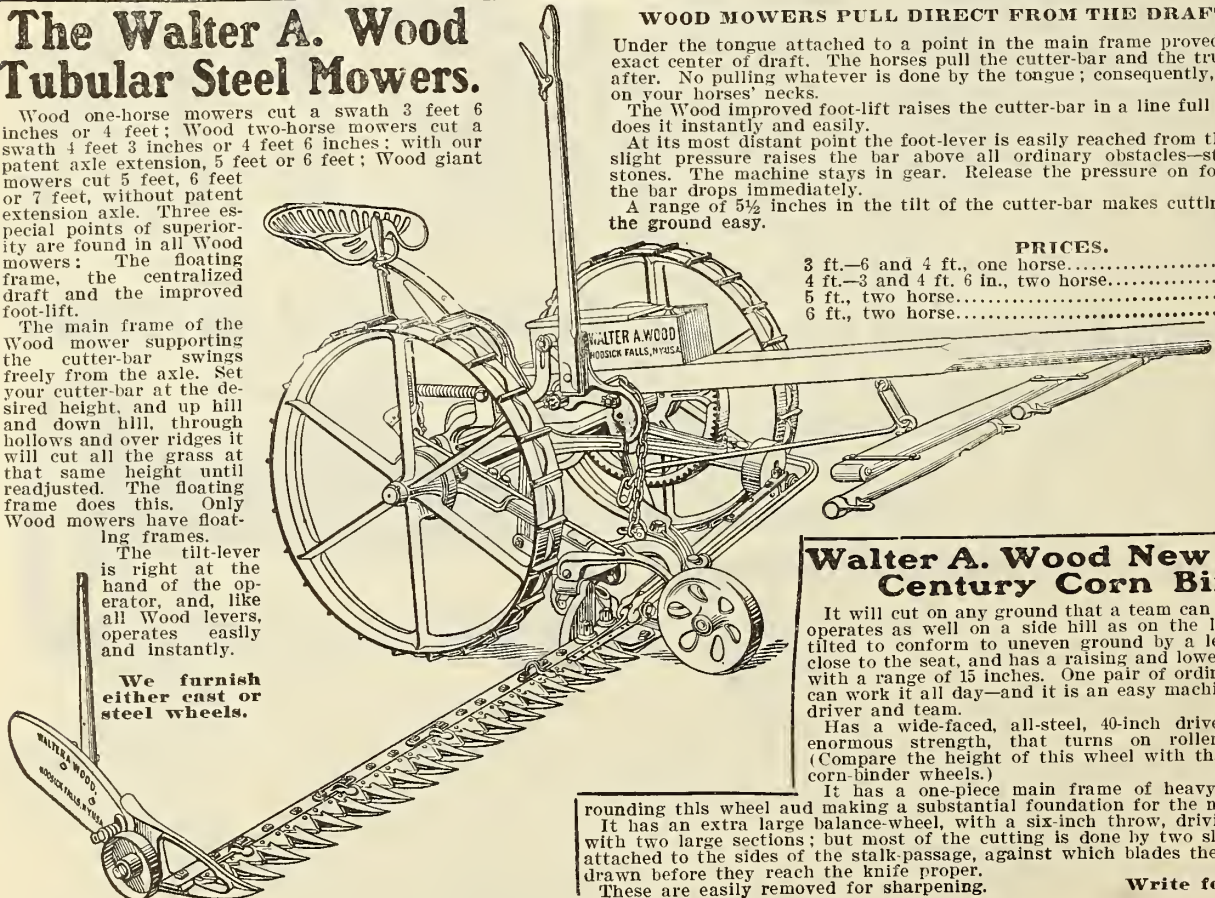 The Walter A. Wood
Tubular Steel Mowers.
Wood one-horse mowers cut a swath 3 feet 6
inches or 4 feet; Wood two-horse mowers cut a
swath 4 feet 3 inches or 4 feet 6 inches; with our
patent axle extension, 5 feet or 6 feet; Wood giant
mowers cut 5 feet, 6 feet
or 7 feet, without patent
extension axle. Three es-
pecial points of superior-
ity are found in all Wood
mowers: The floating
frame, the centralized
draft and the improved
foot-lift.
The main frame of the
Wood mower supporting
the cutter-bar swings
freely from the axle. Set
your cutter-bar at the de-
sired height, and up hill
and down hill, through
hollows and over ridges it
will cut all the grass at
that same height until
readjusted. The floating
frame does this. Only
Wood mowers have float-
ing frames.
The tilt-lever
is right at the
hand of the op-
erator, and, like
all Wood levers,
operates easily
and instantly.
We furnish
either cast or
steel wheels.
WALTER A. WOOD,
HOOSICK FALLS, N.Y. USA
WALTER A. WOOD
HOOSICK FALLS, NY. USA
WOOD MOWERS PULL DIRECT FROM THE DRAF
Under the tongue attached to a point in the main frame proved
exact center of draft. The horses pull the cutter-bar and the tru
after. No pulling whatever is done by the tongue; consequently,
on your horses' necks.
The Wood improved foot-lift raises the cutter-bar in a line full
does it instantly and easily.
At its most distant point the foot-lever is easily reached from th
slight pressure raises the bar above all ordinary obstacles—st
stones. The machine stays in gear. Release the pressure on fo
the bar drops immediately.
A range of 5½ inches in the tilt of the cutter-bar makes cuttin
the ground easy.
PRICES.
3 ft.—6 and 4 ft., one horse
4 ft.—3 and 4 ft. 6 in., two horse
5 ft., two horse
6 ft., two horse
Walter A. Wood New
Century Corn Bi
It will cut on any ground that a team can
operates as well on a side hill as on the l
tilted to conform to uneven ground by a le
close to the seat, and has a raising and lowe
with a range of 15 inches. One pair of ordin
can work it all day—and it is an easy machi
driver and team.
Has a wide-faced, all-steel, 40-inch drive
enormous strength, that turns on roller
(Compare the height of this wheel with th
corn-binder wheels.)
It has a one-piece main frame of heavy
rounding this wheel aud making a substantial foundation for the m
It has an extra large balance-wheel, with a six-inch throw, drivi
with two large sections; but most of the cutting is done by two sl
attached to the sides of the stalk-passage, against which blades the
drawn before they reach the knife proper.
These are easily removed for sharpening.
Write fo